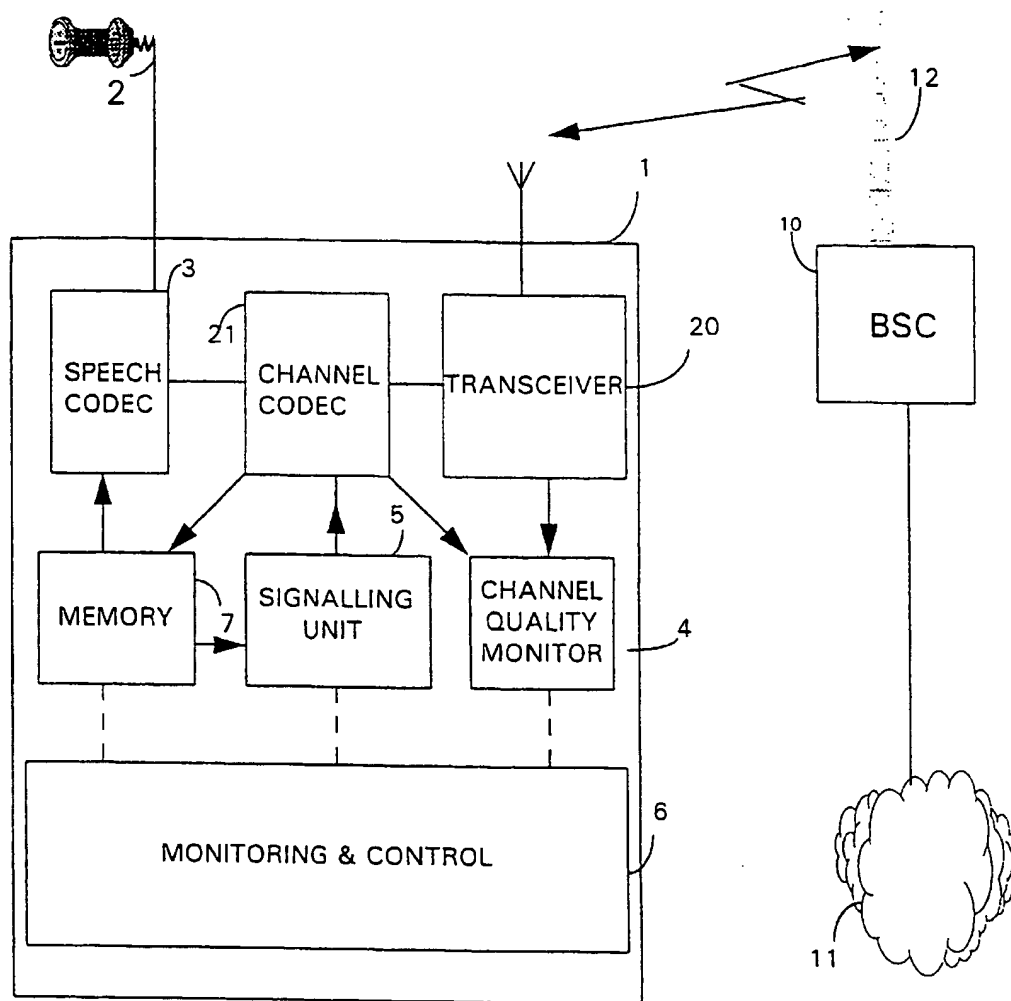 2
12
1
10
3
21
20
SPEECH
CODEC
CHANNEL
CODEC
TRANSCEIVER
BSC
5
MEMORY
7
SIGNALLING
UNIT
CHANNEL
QUALITY
MONITOR
4
6
MONITORING & CONTROL
11